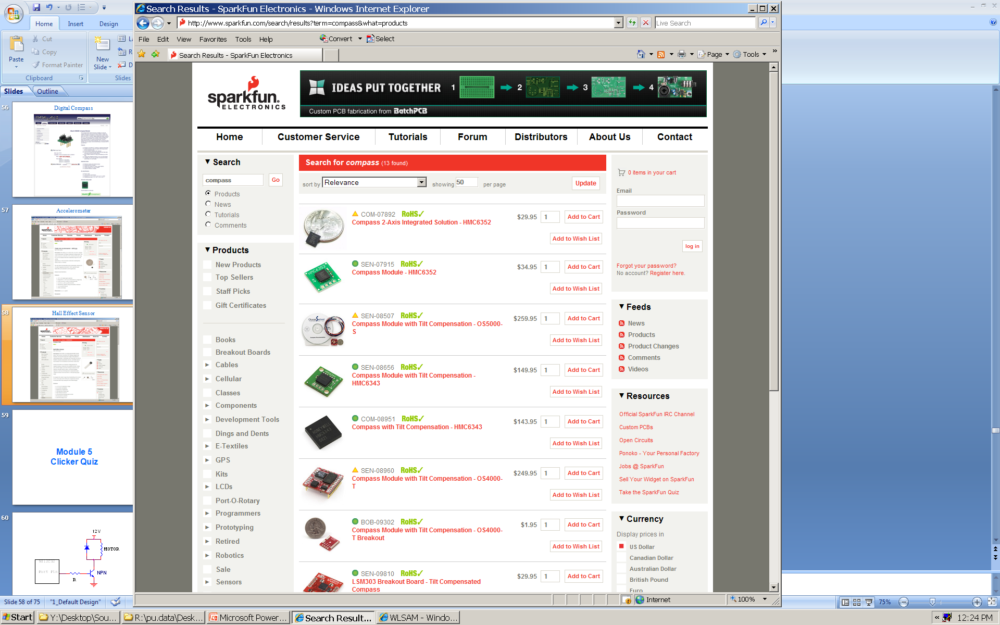 Search Results - SparkFun Electronics - Windows Internet Explorer
http://www.sparkfun.com/search/results?term=compass&what=products
Live Search
File Edit View Favorites Tools Help
Convert Select
Search Results - SparkFun Electronics
Page Tools
Home Insert Design
Paste
Cut
Copy
Format Painter
New
Slide
Clipboard
Slides
Slides Outline
56
Digital Compass
57
Accelerometer
58
Hall Effect Sensor
59
Module 5
Clicker Quiz
60
12V
MOTOR
Port Pin
NPN
R
sparkfun.
ELECTRONICS
IDEAS PUT TOGETHER 1 2 3 4
Custom PCB fabrication from BatchPCB
Home Customer Service Tutorials Forum Distributors About Us Contact
Search
compass Go
Products
News
Tutorials
Comments
Products
New Products
Top Sellers
Staff Picks
Gift Certificates
Books
Breakout Boards
Cables
Cellular
Classes
Components
Development Tools
Dings and Dents
E-Textiles
GPS
Kits
LCDs
Port-O-Rotary
Programmers
Prototyping
Retired
Robotics
Sale
Sensors
Search for compass (13 found)
sort by Relevance showing 50 per page Update
COM-07892 RoHS✓
Compass 2-Axis Integrated Solution - HMC6352
$29.95 1 Add to Cart
Add to Wish List
SEN-07915 RoHS✓
Compass Module - HMC6352
$34.95 1 Add to Cart
Add to Wish List
SEN-08507 RoHS✓
Compass Module with Tilt Compensation - OS5000-
S
$259.95 1 Add to Cart
Add to Wish List
SEN-08656 RoHS✓
Compass Module with Tilt Compensation -
HMC6343
$149.95 1 Add to Cart
Add to Wish List
COM-08951 RoHS✓
Compass with Tilt Compensation - HMC6343
$143.95 1 Add to Cart
Add to Wish List
SEN-08960 RoHS✓
Compass Module with Tilt Compensation - OS4000-
T
$249.95 1 Add to Cart
Add to Wish List
BOB-09302 RoHS✓
Compass Module with Tilt Compensation - OS4000-
T Breakout
$1.95 1 Add to Cart
Add to Wish List
SEN-09810 RoHS✓
LSM303 Breakout Board - Tilt Compensated
Compass
$29.95 1 Add to Cart
0 items in your cart
Email
Password
log in
Forgot your password?
No account? Register here.
Feeds
News
Products
Product Changes
Comments
Videos
Resources
Official SparkFun IRC Channel
Custom PCBs
Open Circuits
Ponoko - Your Personal Factory
Jobs @ SparkFun
Sell Your Widget on SparkFun
Take the SparkFun Quiz
Currency
Display prices in
US Dollar
Canadian Dollar
Australian Dollar
British Pound
Euro
Internet 100%
Slide 58 of 75 "1_Default Design" 75%
Start Y:\Desktop\Sou... R:\pu.data\Desk... Microsoft Power... Search Result... WLSAM - Windo... 12:24 PM